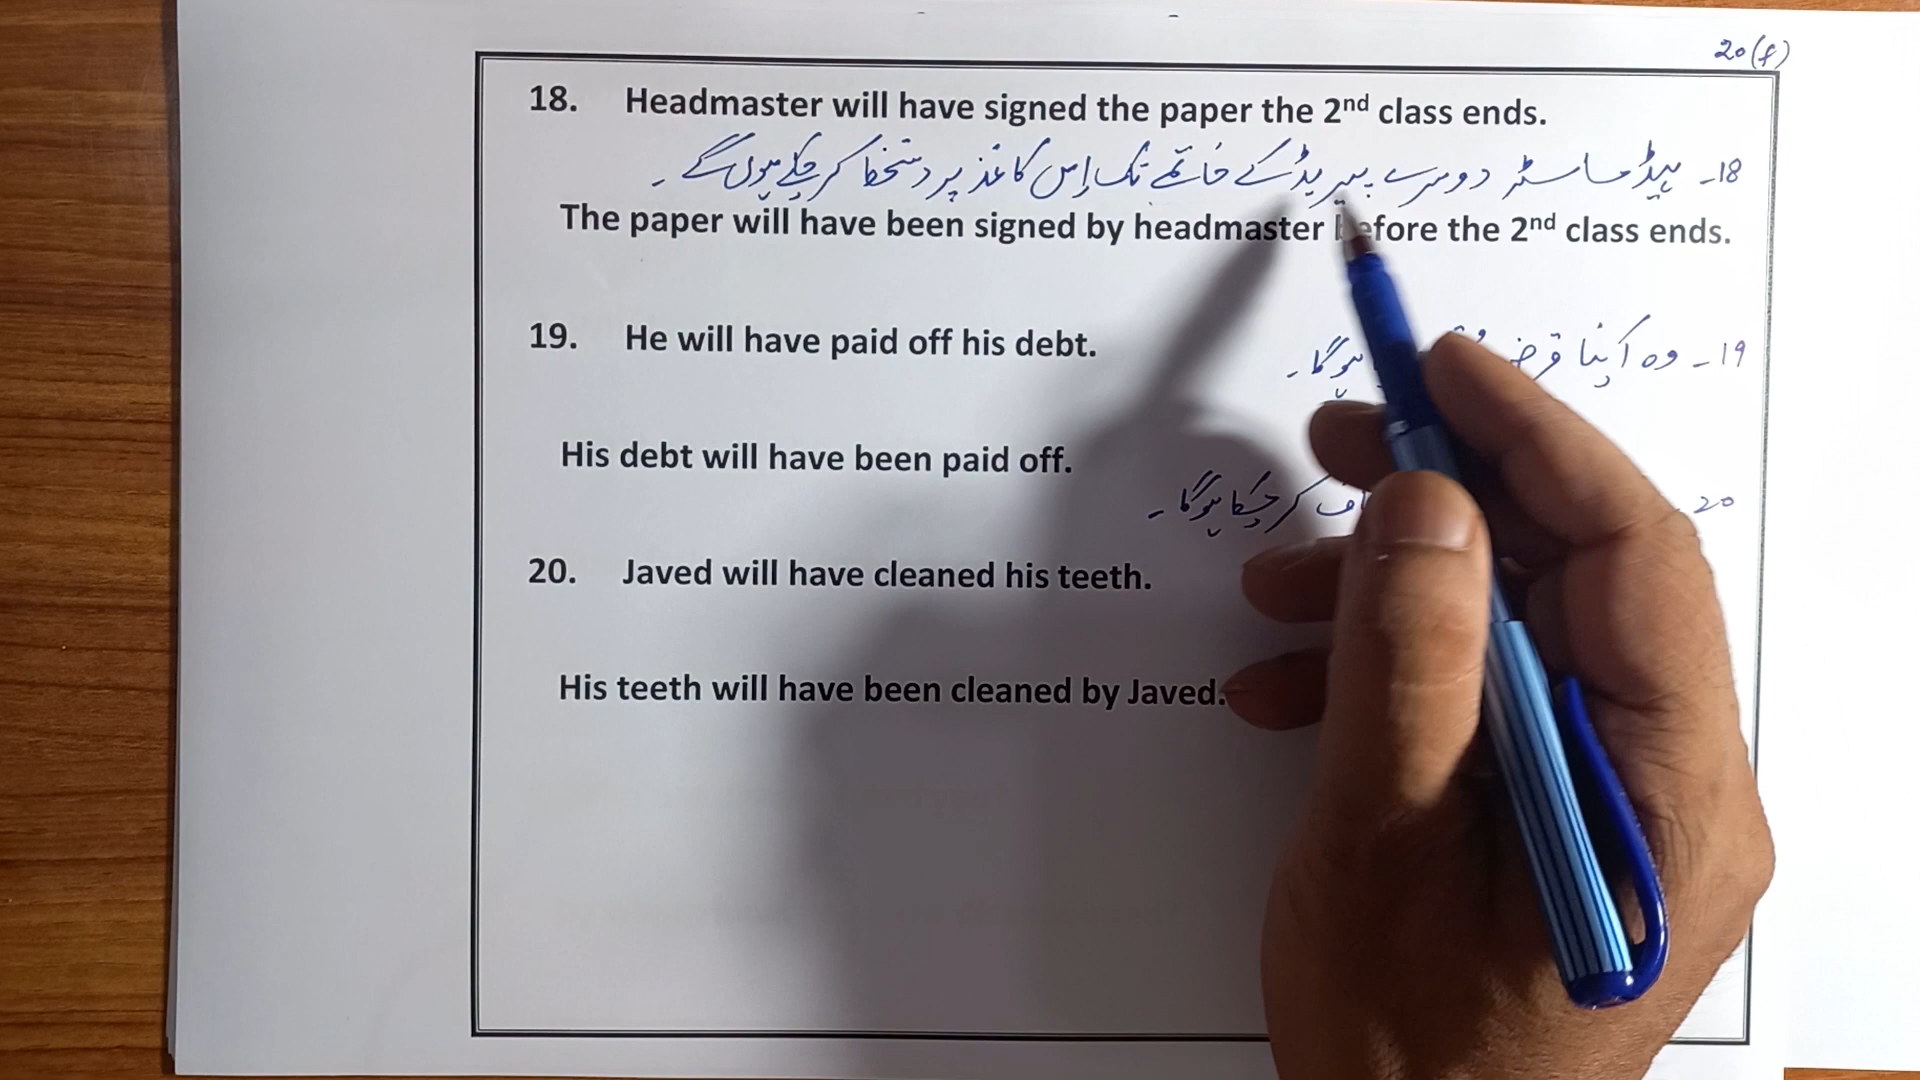 20(f)
18. Headmaster will have signed the paper the 2nd class ends.
18- ہیڈ ماسٹر دوسرے پیریڈ کے خاتمے تک اِس کاغذ پر دستخط کر چکے ہوں گے ۔
The paper will have been signed by headmaster before the 2nd class ends.
19. He will have paid off his debt.
19- وہ اپنا قرض ہوگا ۔
His debt will have been paid off.
20 کر چکا ہوگا ۔
20. Javed will have cleaned his teeth.
His teeth will have been cleaned by Javed.